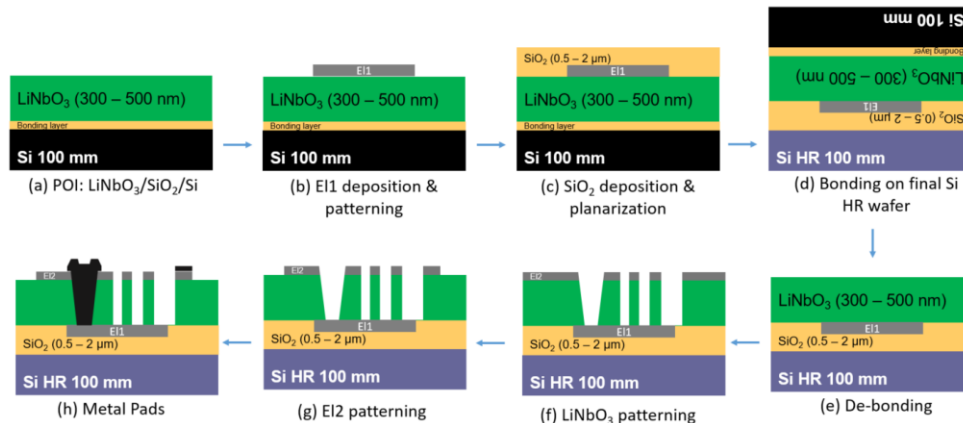 LiNbO₃ (300 – 500 nm)
Bonding layer
Si 100 mm
(a) POI: LiNbO₃/SiO₂/Si
El1
LiNbO₃ (300 – 500 nm)
Bonding layer
Si 100 mm
(b) El1 deposition &
patterning
SiO₂ (0.5 – 2 µm)
El1
LiNbO₃ (300 – 500 nm)
Bonding layer
Si 100 mm
(c) SiO₂ deposition &
planarization
Si 100 mm
Bonding layer
LiNbO₃ (300 – 500 nm)
El1
SiO₂ (0.5 – 2 µm)
Si HR 100 mm
(d) Bonding on final Si
HR wafer
El2
El1
SiO₂ (0.5 – 2 µm)
Si HR 100 mm
(h) Metal Pads
El2
El1
SiO₂ (0.5 – 2 µm)
Si HR 100 mm
(g) El2 patterning
El2
El1
SiO₂ (0.5 – 2 µm)
Si HR 100 mm
(f) LiNbO₃ patterning
LiNbO₃ (300 – 500 nm)
El1
SiO₂ (0.5 – 2 µm)
Si HR 100 mm
(e) De-bonding